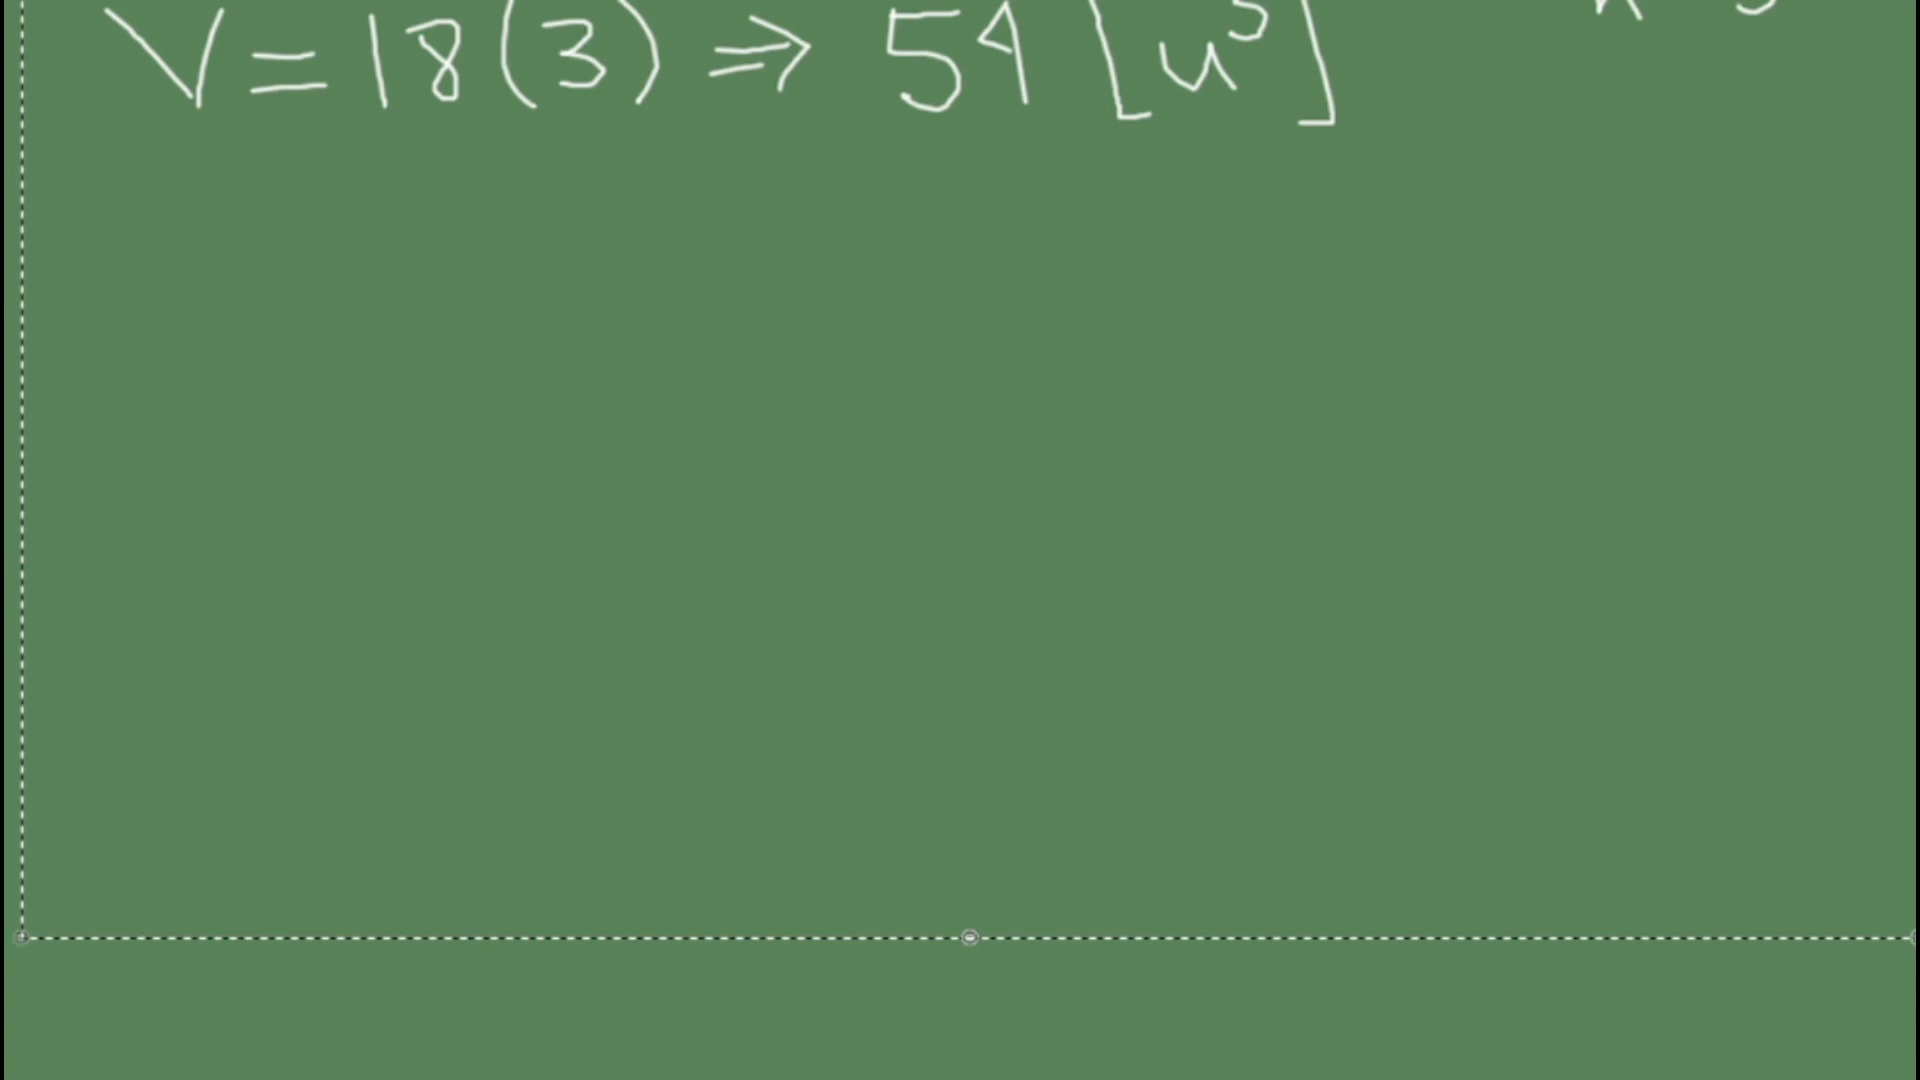 V = 18(3) ⇒ 54 [u³]